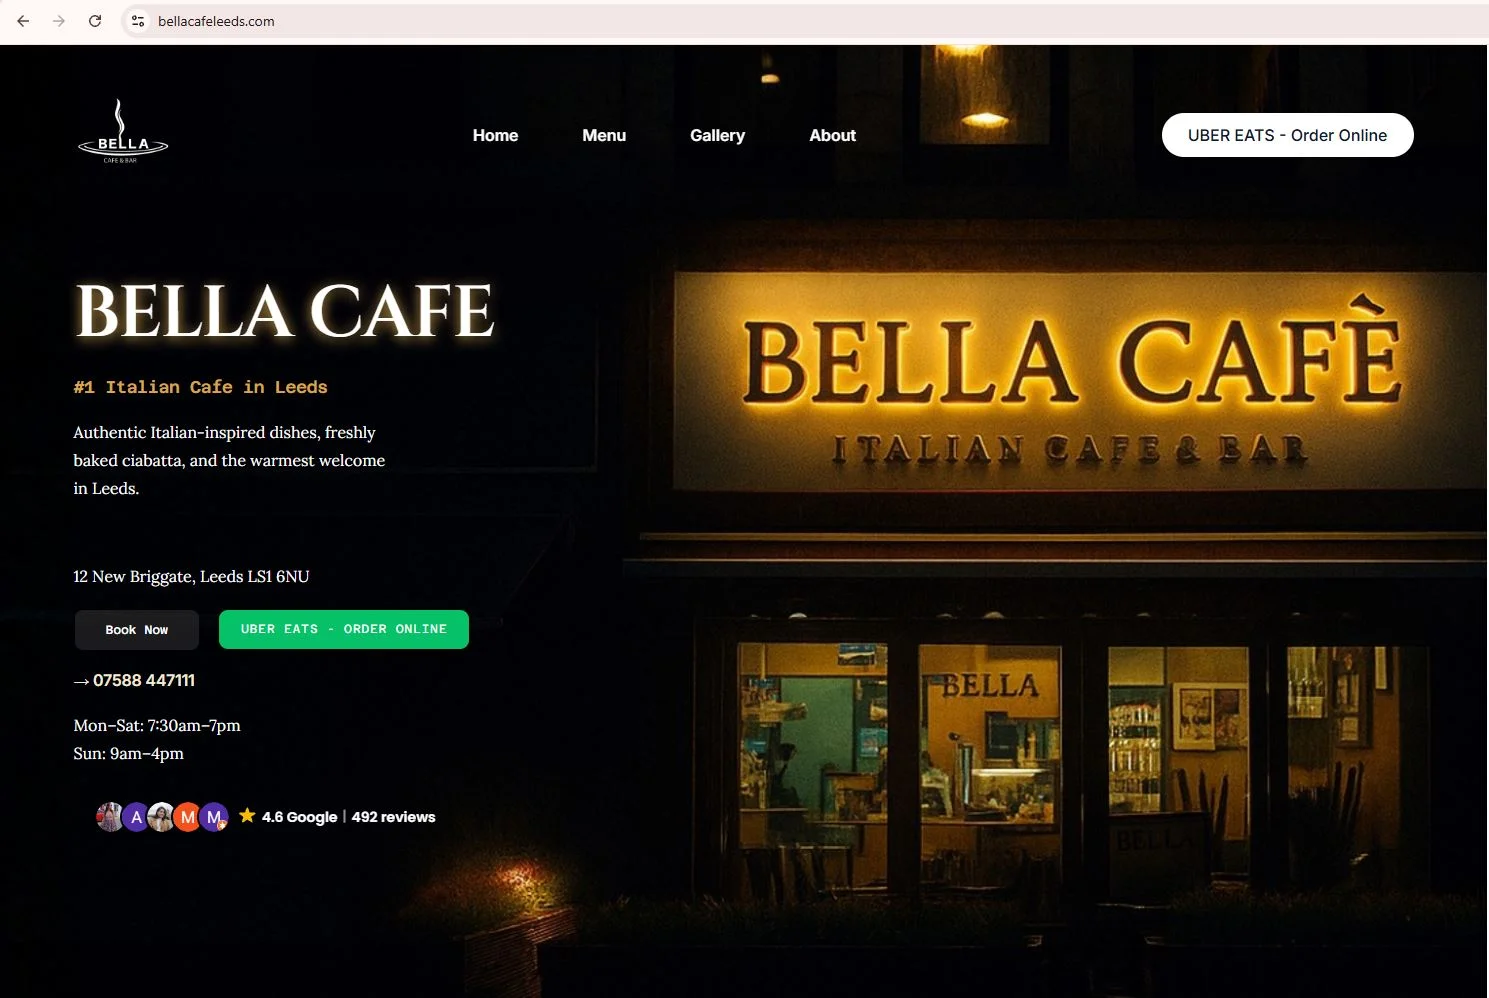 bellacafeleeds.com
BELLA
CAFE & BAR
Home
Menu
Gallery
About
UBER EATS - Order Online
BELLA CAFE
#1 Italian Cafe in Leeds
Authentic Italian-inspired dishes, freshly
baked ciabatta, and the warmest welcome
in Leeds.
12 New Briggate, Leeds LS1 6NU
Book Now
UBER EATS - ORDER ONLINE
→ 07588 447111
Mon–Sat: 7:30am–7pm
Sun: 9am–4pm
A
M
M
4.6 Google | 492 reviews
BELLA CAFÈ
ITALIAN CAFE & BAR
BELLA
BELLA